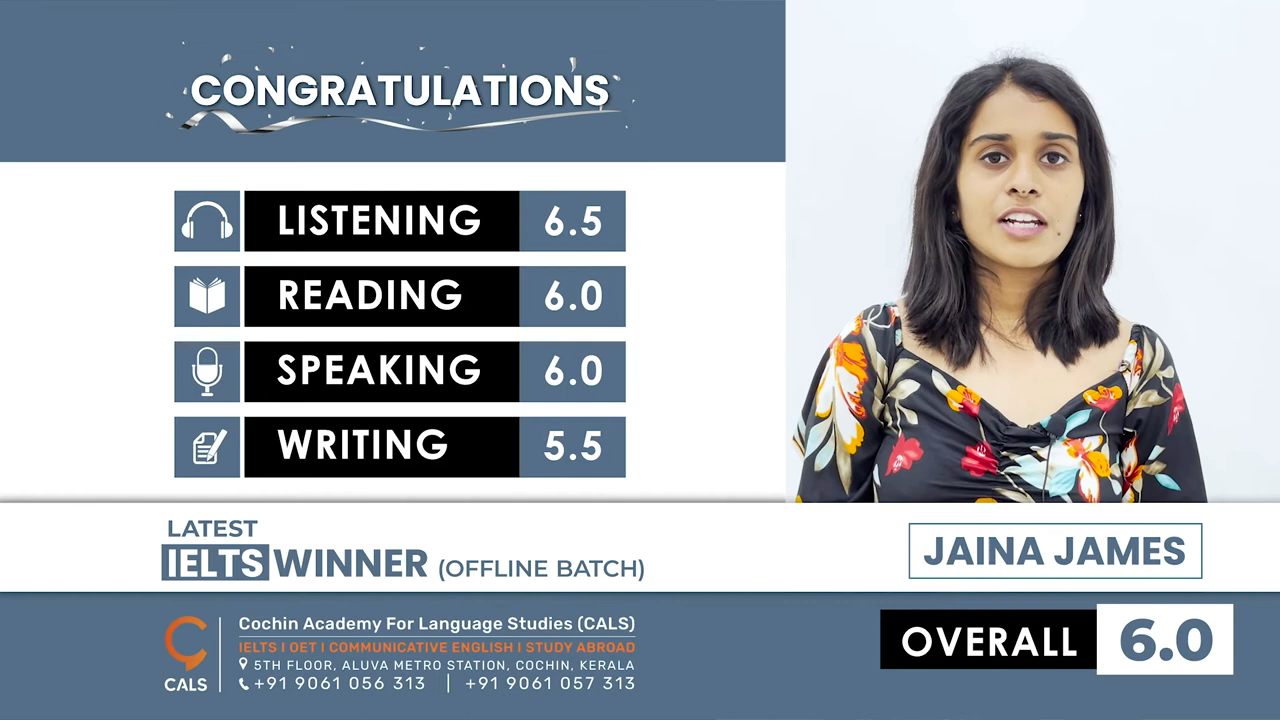 CONGRATULATIONS
LISTENING 6.5
READING 6.0
SPEAKING 6.0
WRITING 5.5
LATEST
IELTS WINNER (OFFLINE BATCH)
JAINA JAMES
CALS
Cochin Academy For Language Studies (CALS)
IELTS I OET I COMMUNICATIVE ENGLISH I STUDY ABROAD
5TH FLOOR, ALUVA METRO STATION, COCHIN, KERALA
+91 9061 056 313 | +91 9061 057 313
OVERALL 6.0